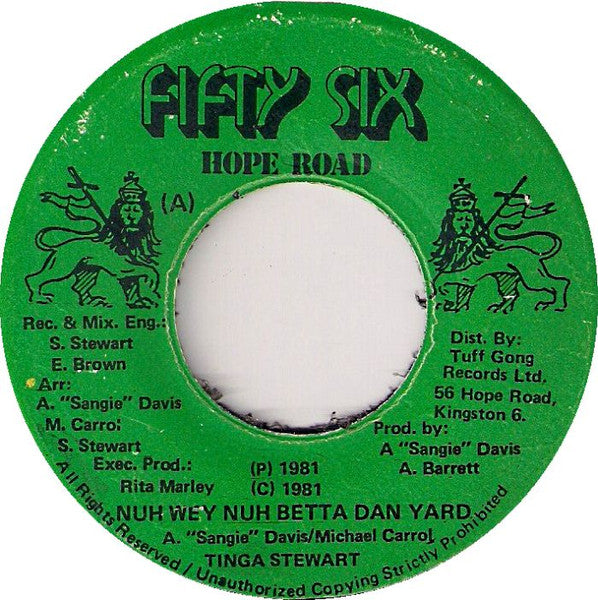 FIFTY SIX
HOPE ROAD
(A)
Rec. & Mix. Eng.:
S. Stewart
E. Brown
Arr:
A. "Sangie" Davis
M. Carrol
S. Stewart
Exec. Prod.:
Rita Marley
(P) 1981
(C) 1981
Dist. By:
Tuff Gong
Records Ltd.
56 Hope Road,
Kingston 6.
Prod. by:
A "Sangie" Davis
A. Barrett
NUH WEY NUH BETTA DAN YARD
A. "Sangie" Davis/Michael Carrol
TINGA STEWART
All Rights Reserved / Unauthorized Copying Strictly Prohibited